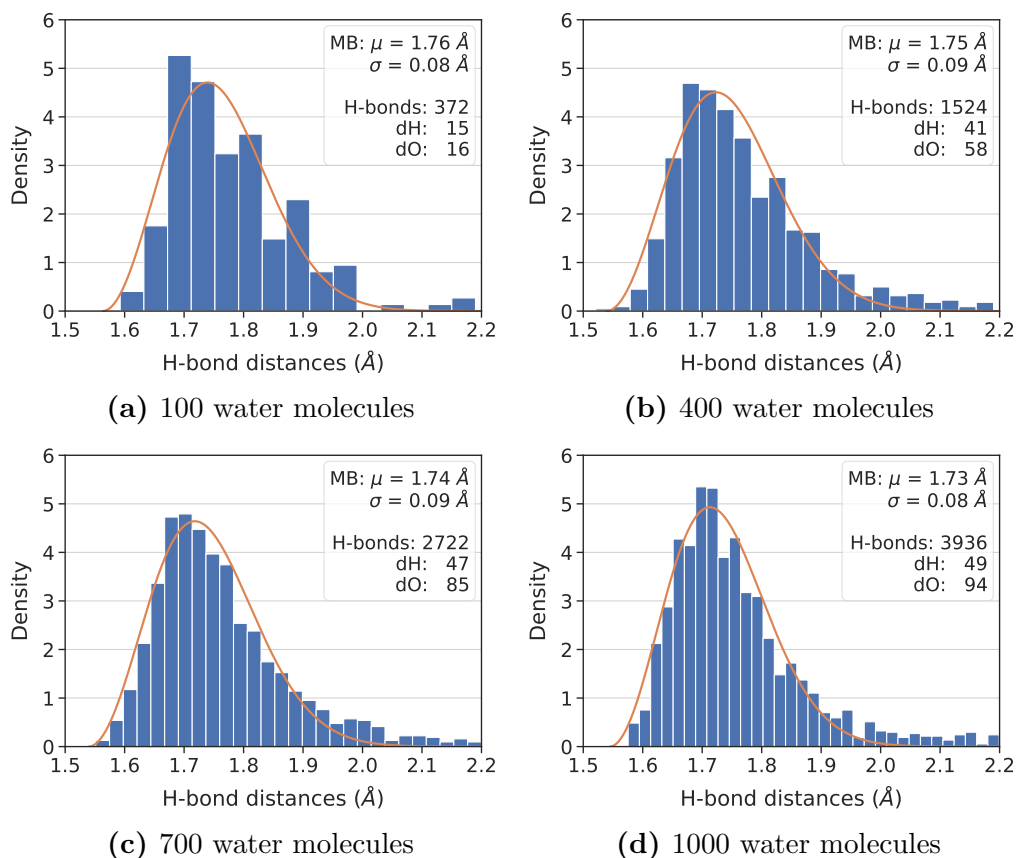 6
5
4
3
2
1
0
Density
MB: μ = 1.76 Å
σ = 0.08 Å
H-bonds: 372
dH: 15
dO: 16
1.5 1.6 1.7 1.8 1.9 2.0 2.1 2.2
H-bond distances (Å)
(a) 100 water molecules
6
5
4
3
2
1
0
Density
MB: μ = 1.75 Å
σ = 0.09 Å
H-bonds: 1524
dH: 41
dO: 58
1.5 1.6 1.7 1.8 1.9 2.0 2.1 2.2
H-bond distances (Å)
(b) 400 water molecules
6
5
4
3
2
1
0
Density
MB: μ = 1.74 Å
σ = 0.09 Å
H-bonds: 2722
dH: 47
dO: 85
1.5 1.6 1.7 1.8 1.9 2.0 2.1 2.2
H-bond distances (Å)
(c) 700 water molecules
6
5
4
3
2
1
0
Density
MB: μ = 1.73 Å
σ = 0.08 Å
H-bonds: 3936
dH: 49
dO: 94
1.5 1.6 1.7 1.8 1.9 2.0 2.1 2.2
H-bond distances (Å)
(d) 1000 water molecules